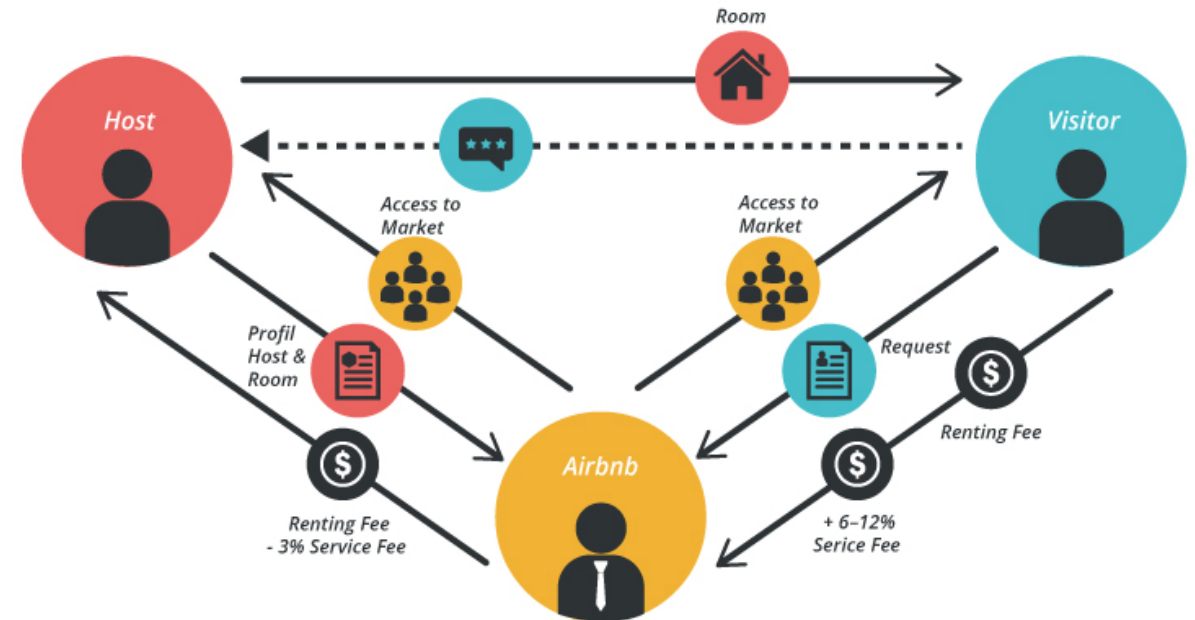 Room
Host
Visitor
Access to
Market
Access to
Market
Profil
Host &
Room
Request
$
Renting Fee
Airbnb
$
$
Renting Fee
- 3% Service Fee
+ 6–12%
Serice Fee